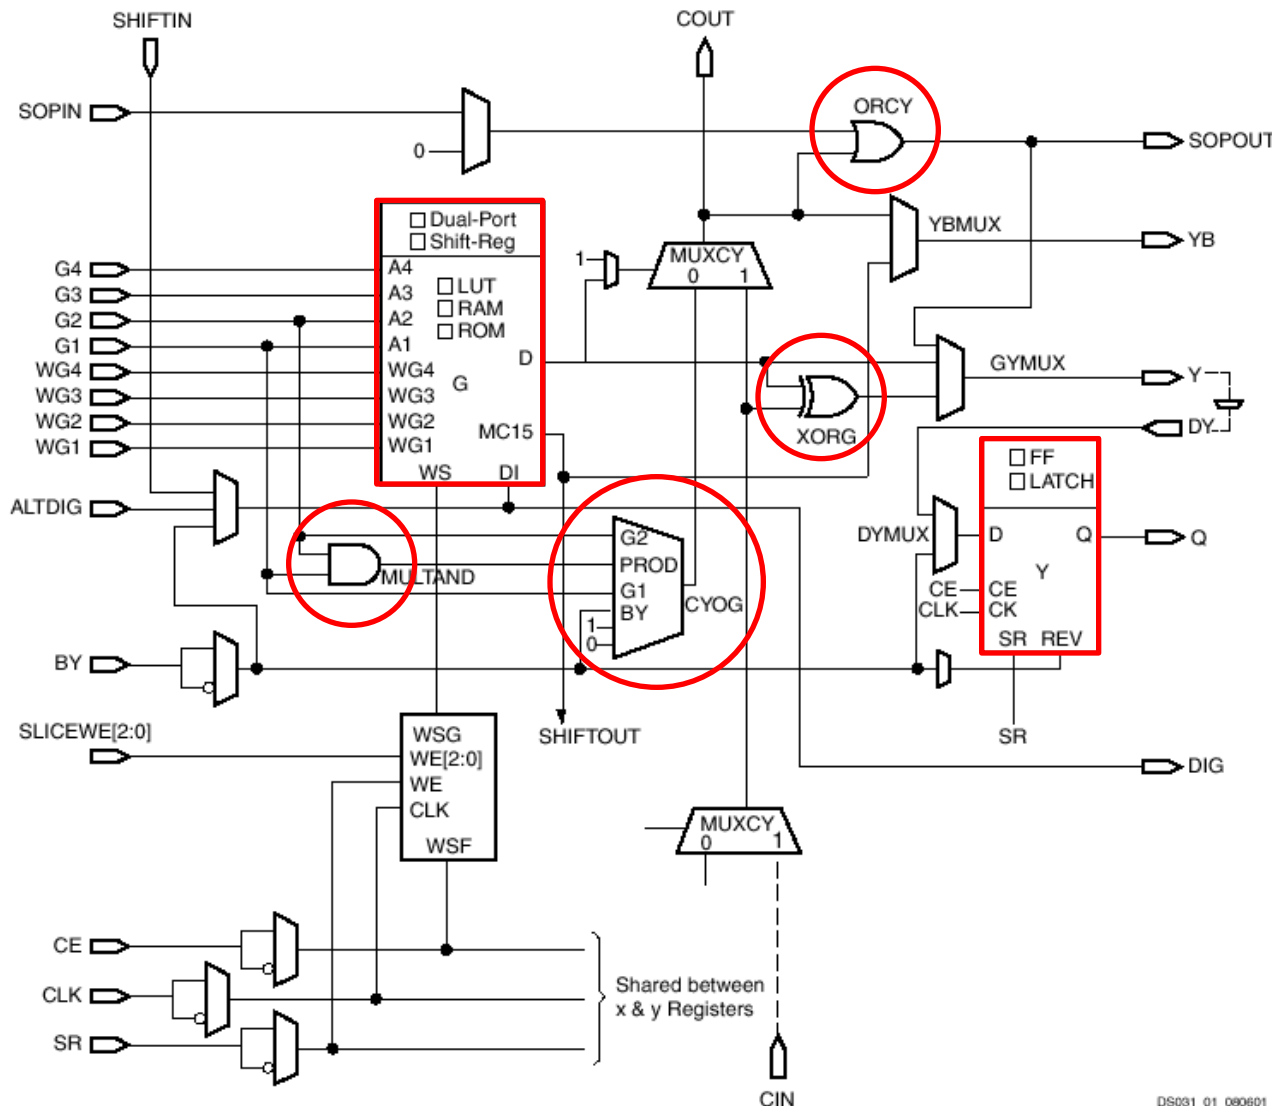 SHIFTIN
COUT
SOPIN
0
ORCY
SOPOUT
Dual-Port
Shift-Reg
YBMUX
YB
G4
G3
G2
G1
WG4
WG3
WG2
WG1
A4
A3
A2
A1
WG4
WG3
WG2
WG1
LUT
RAM
ROM
G
D
MC15
WS DI
1
MUXCY
0 1
GYMUX
Y
XORG
DY
FF
LATCH
ALTDIG
MULTAND
G2
PROD
G1
BY
1
0
CYOG
DYMUX
D
Q
Y
CE
CLK
CE
CK
SR REV
Q
BY
SLICEWE[2:0]
WSG
WE[2:0]
WE
CLK
WSF
SHIFTOUT
SR
DIG
MUXCY
0 1
CE
CLK
SR
Shared between
x & y Registers
CIN
DS031_01_080601